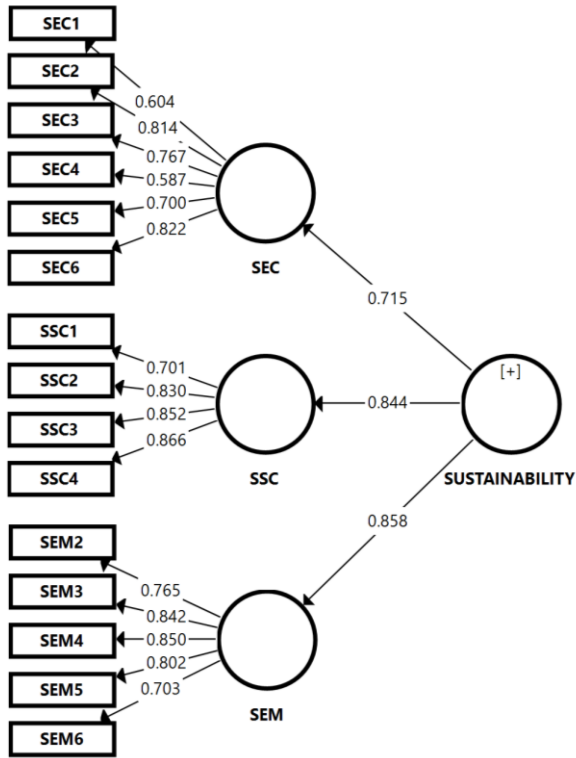 SEC1
SEC2
SEC3
SEC4
SEC5
SEC6
0.604
0.814
0.767
0.587
0.700
0.822
SEC
0.715
SSC1
SSC2
SSC3
SSC4
0.701
0.830
0.852
0.866
SSC
0.844
[+]
SUSTAINABILITY
0.858
SEM2
SEM3
SEM4
SEM5
SEM6
0.765
0.842
0.850
0.802
0.703
SEM